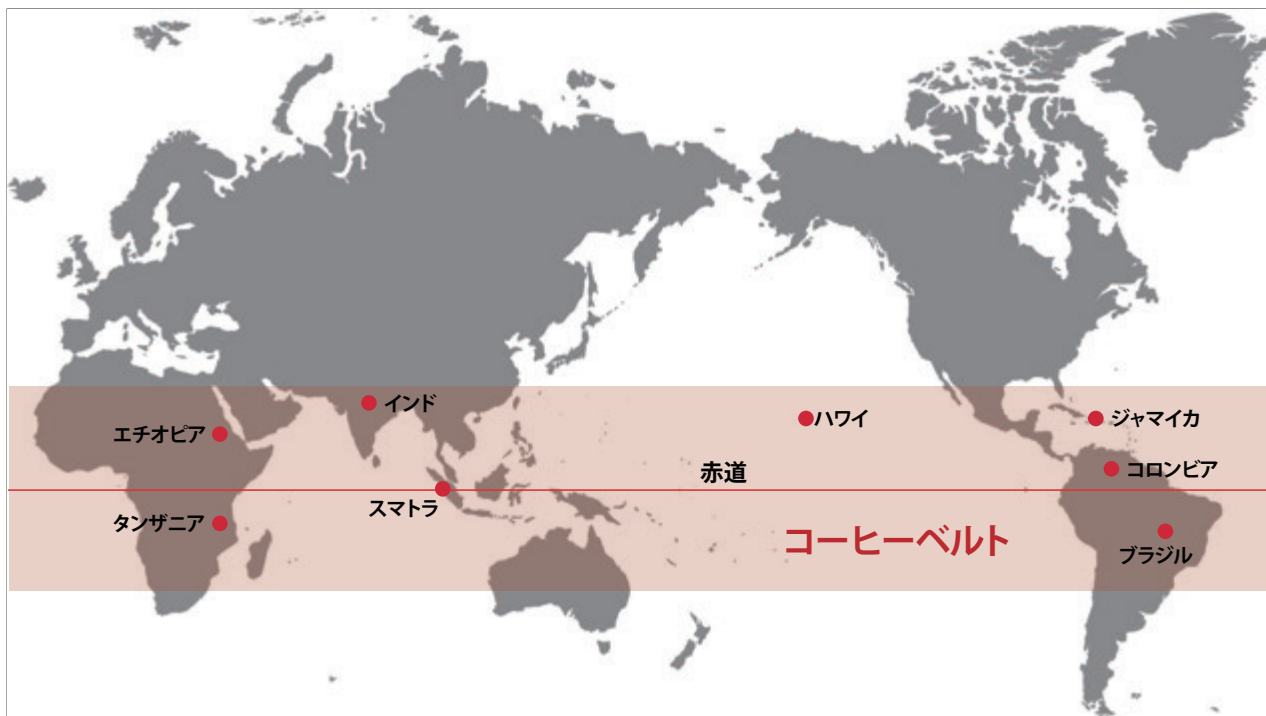 インド
ハワイ
ジャマイカ
エチオピア
コロンビア
赤道
スマトラ
タンザニア
コーヒーベルト
ブラジル